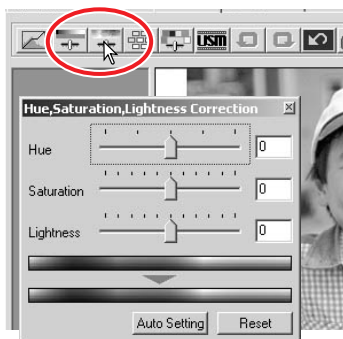 USM
Hue,Saturation,Lightness Correction
Hue 0
Saturation 0
Lightness 0
Auto Setting Reset